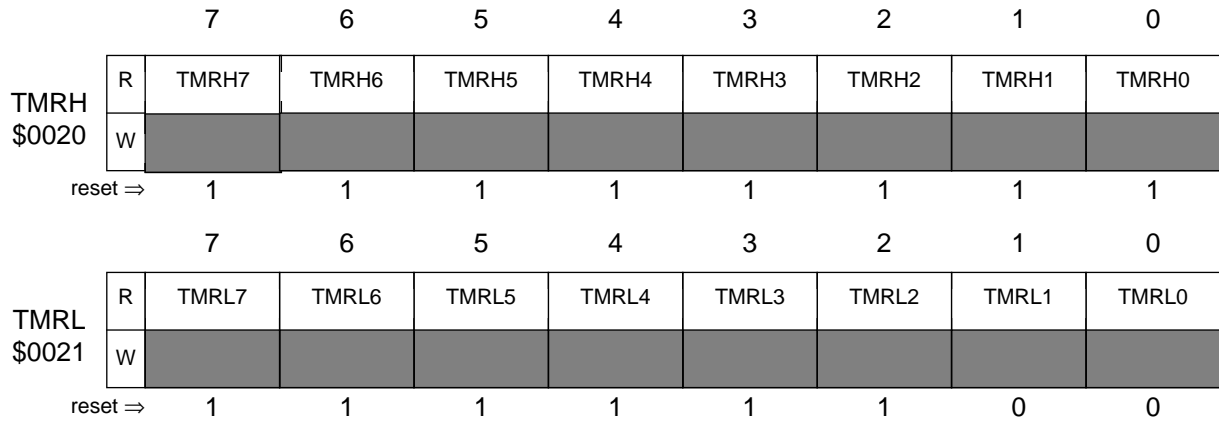 7 6 5 4 3 2 1 0
TMRH $0020
R TMRH7 TMRH6 TMRH5 TMRH4 TMRH3 TMRH2 TMRH1 TMRH0
W
reset ⇒ 1 1 1 1 1 1 1 1
7 6 5 4 3 2 1 0
TMRL $0021
R TMRL7 TMRL6 TMRL5 TMRL4 TMRL3 TMRL2 TMRL1 TMRL0
W
reset ⇒ 1 1 1 1 1 1 0 0